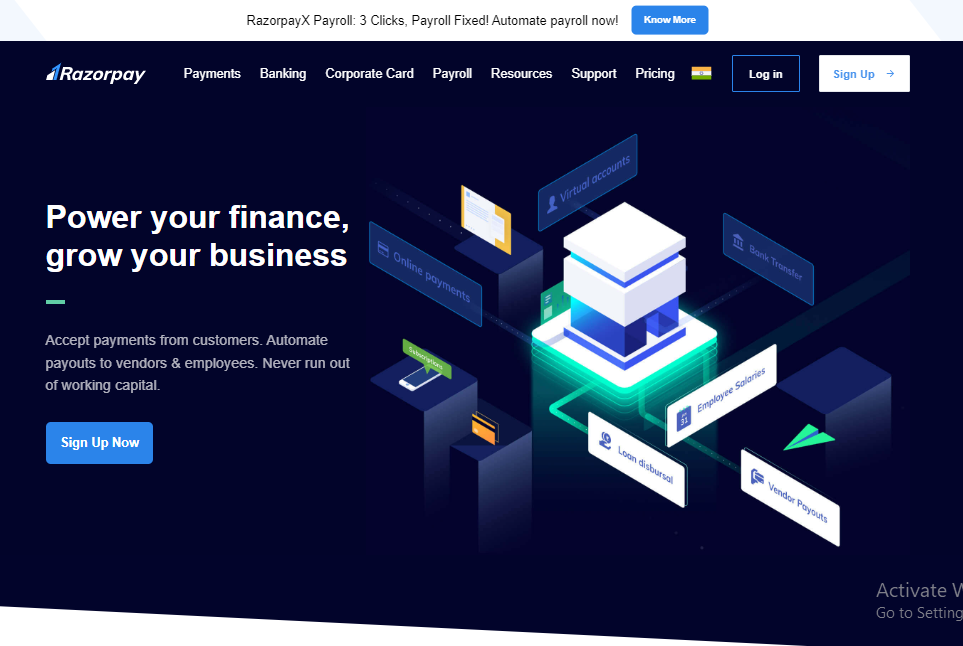 RazorpayX Payroll: 3 Clicks, Payroll Fixed! Automate payroll now!
Know More
Razorpay
Payments
Banking
Corporate Card
Payroll
Resources
Support
Pricing
Log in
Sign Up →
Power your finance,
grow your business
Accept payments from customers. Automate
payouts to vendors & employees. Never run out
of working capital.
Sign Up Now
Virtual accounts
Online payments
Bank Transfer
Subscriptions
Employee Salaries
31
Loan disbursal
Vendor Payouts
Activate W
Go to Setting